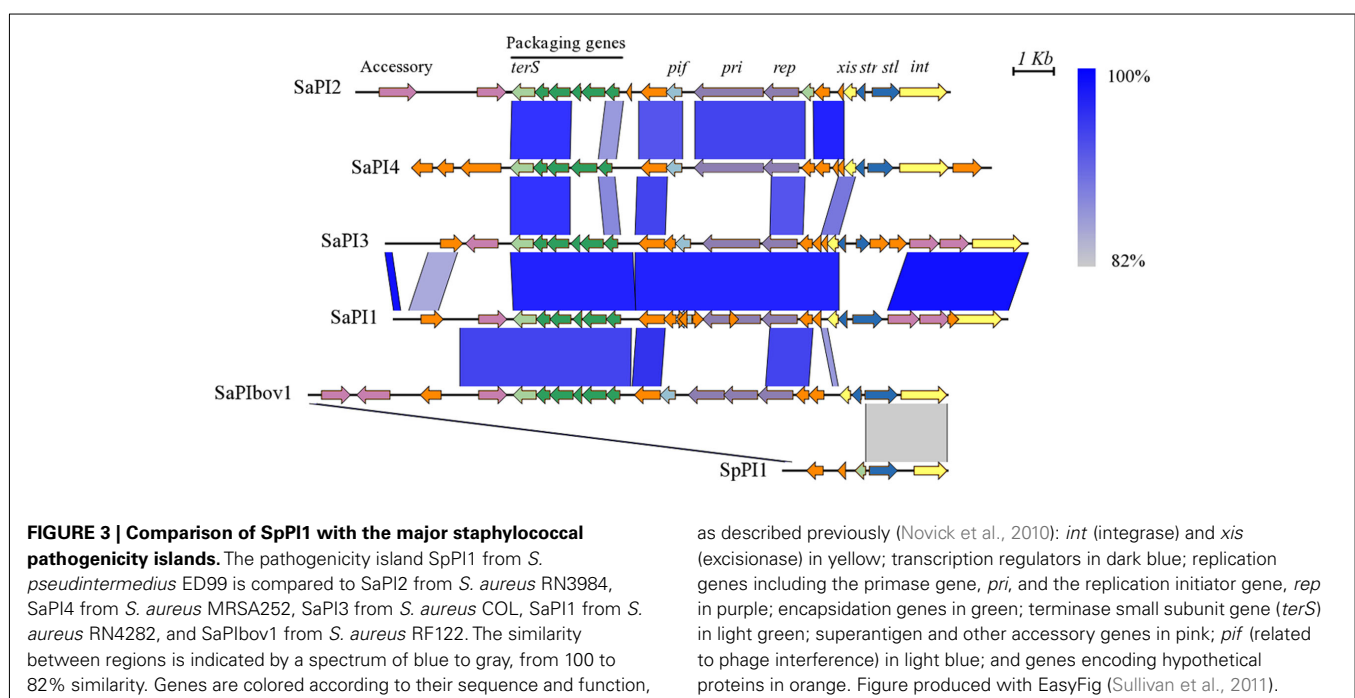 Packaging genes
Accessory terS pif pri rep xis str stl int
1 Kb
SaPI2
100%
SaPI4
SaPI3
82%
SaPI1
SaPIbov1
SpPI1
FIGURE 3 | Comparison of SpPI1 with the major staphylococcal
pathogenicity islands. The pathogenicity island SpPI1 from S.
pseudintermedius ED99 is compared to SaPI2 from S. aureus RN3984,
SaPI4 from S. aureus MRSA252, SaPI3 from S. aureus COL, SaPI1 from S.
aureus RN4282, and SaPIbov1 from S. aureus RF122. The similarity
between regions is indicated by a spectrum of blue to gray, from 100 to
82% similarity. Genes are colored according to their sequence and function,
as described previously (Novick et al., 2010): int (integrase) and xis
(excisionase) in yellow; transcription regulators in dark blue; replication
genes including the primase gene, pri, and the replication initiator gene, rep
in purple; encapsidation genes in green; terminase small subunit gene (terS)
in light green; superantigen and other accessory genes in pink; pif (related
to phage interference) in light blue; and genes encoding hypothetical
proteins in orange. Figure produced with EasyFig (Sullivan et al., 2011).